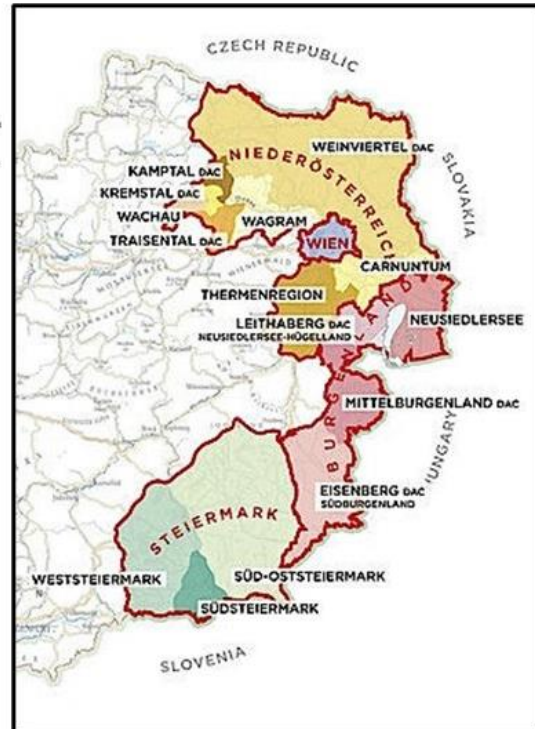 CZECH REPUBLIC
WEINVIERTEL DAC
NIEDERÖSTERREICH
SLOVAKIA
KAMPTAL DAC
KREMSTAL DAC
WACHAU
WAGRAM
TRAISENTAL DAC
WIEN
CARNUNTUM
THERMENREGION
LEITHABERG DAC
NEUSIEDLERSEE-HÜGELLAND
NEUSIEDLERSEE
BURGENLAND
MITTELBURGENLAND DAC
HUNGARY
EISENBERG DAC
SÜDBURGENLAND
STEIERMARK
WESTSTEIERMARK
SÜD-OSTSTEIERMARK
SÜDSTEIERMARK
SLOVENIA